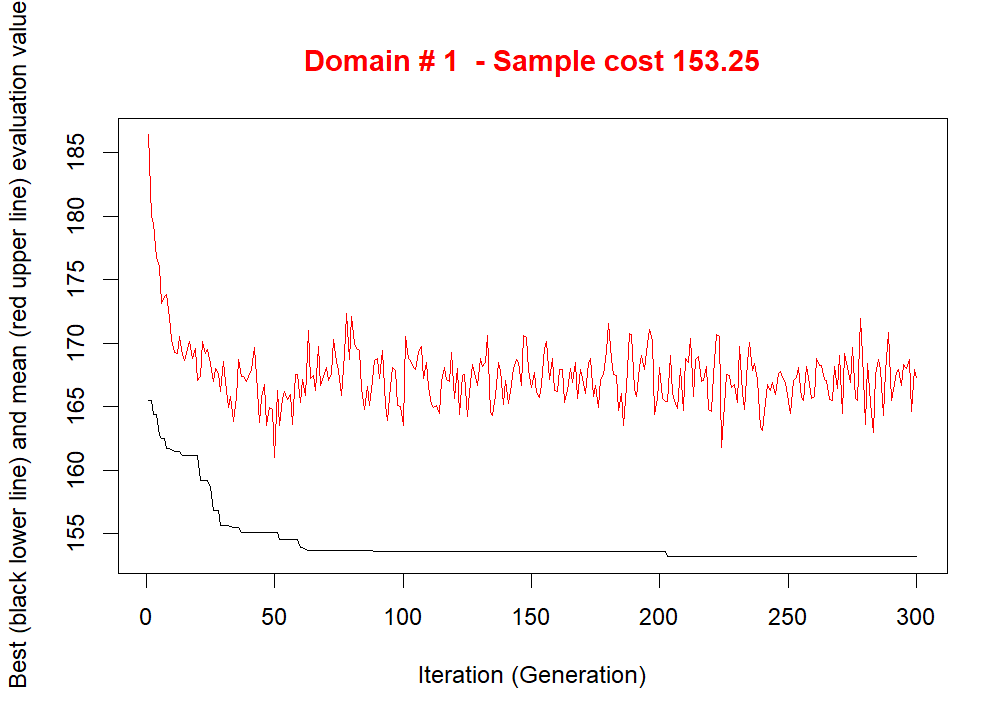 Domain # 1  - Sample cost 153.25
Best (black lower line) and mean (red upper line) evaluation value
185
180
175
170
165
160
155
0 50 100 150 200 250 300
Iteration (Generation)